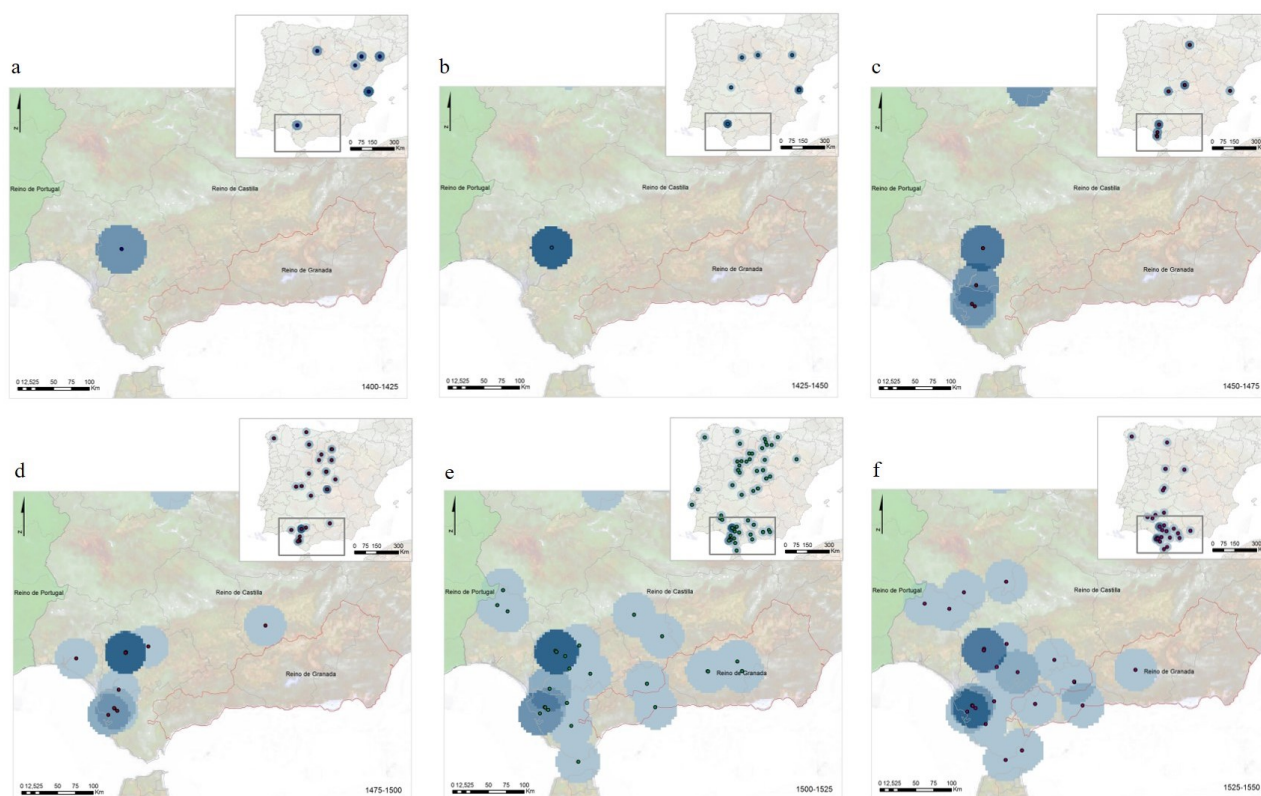 a
0 75 150 300
Km
N
Reino de Portugal
Reino de Castilla
Reino de Granada
0 12,525 50 75 100
Km
1400-1425
b
0 75 150 300
Km
N
Reino de Portugal
Reino de Castilla
Reino de Granada
0 12,525 50 75 100
Km
1425-1450
c
0 75 150 300
Km
N
Reino de Portugal
Reino de Castilla
Reino de Granada
0 12,525 50 75 100
Km
1450-1475
d
0 75 150 300
Km
N
Reino de Portugal
Reino de Castilla
Reino de Granada
0 12,525 50 75 100
Km
1475-1500
e
0 75 150 300
Km
N
Reino de Portugal
Reino de Castilla
Reino de Granada
0 12,525 50 75 100
Km
1500-1525
f
0 75 150 300
Km
N
Reino de Portugal
Reino de Castilla
Reino de Granada
0 12,525 50 75 100
Km
1525-1550